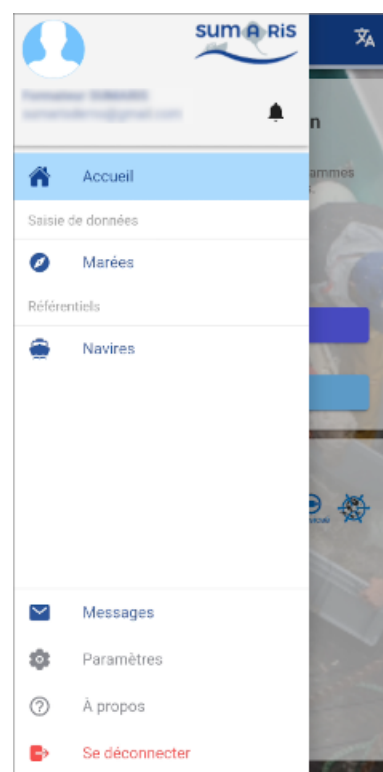 sumaRiS
Accueil
Saisie de données
Marées
Référentiels
Navires
Messages
Paramètres
À propos
Se déconnecter
n
ammes